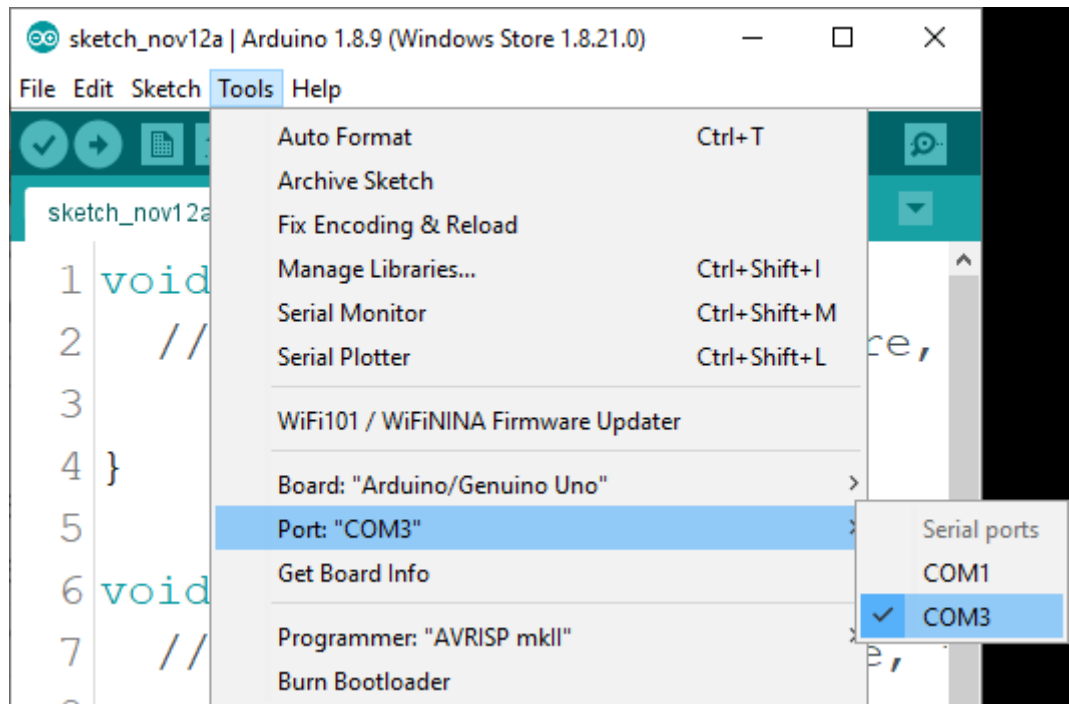 sketch_nov12a | Arduino 1.8.9 (Windows Store 1.8.21.0)
File Edit Sketch Tools Help
sketch_nov12a
Auto Format Ctrl+T
Archive Sketch
Fix Encoding & Reload
Manage Libraries... Ctrl+Shift+I
Serial Monitor Ctrl+Shift+M
Serial Plotter Ctrl+Shift+L
WiFi101 / WiFiNINA Firmware Updater
Board: "Arduino/Genuino Uno"
Port: "COM3"
Get Board Info
Programmer: "AVRISP mkII"
Burn Bootloader
Serial ports
COM1
COM3
1 void
2 // re,
3
4 }
5
6 void
7 // e,